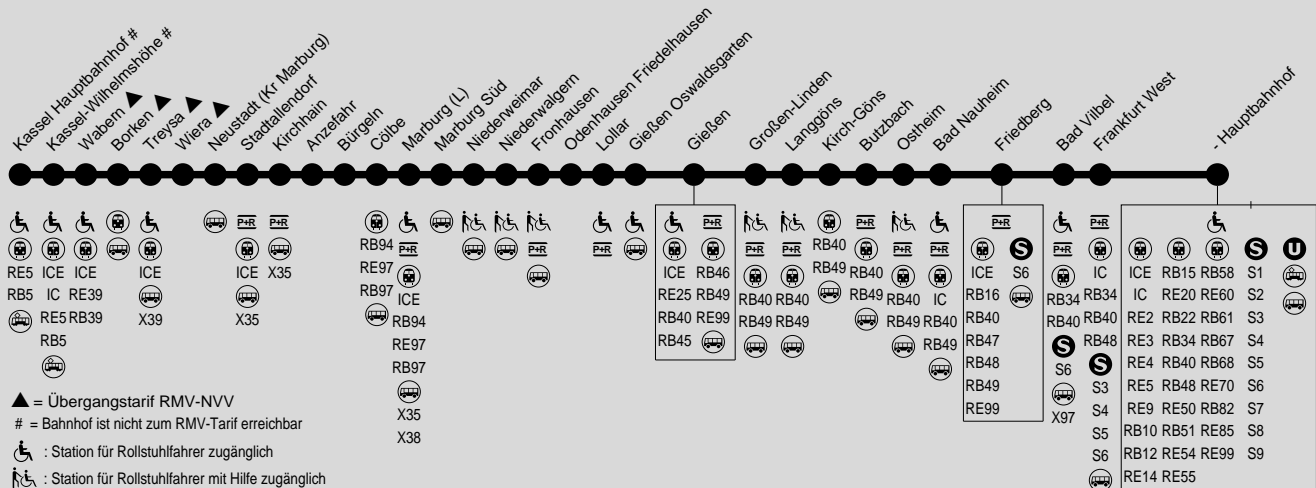 Kassel Hauptbahnhof #
Kassel-Wilhelmshöhe #
Wabern ▲
Borken ▲
Treysa ▲
Wiera ▲
Neustadt (Kr Marburg)
Stadtallendorf
Kirchhain
Anzefahr
Bürgeln
Cölbe
Marburg (L)
Marburg Süd
Niederweimar
Niederwalgern
Fronhausen
Odenhausen Friedelhausen
Lollar
Gießen Oswaldsgarten
Gießen
Großen-Linden
Langgöns
Kirch-Göns
Butzbach
Ostheim
Bad Nauheim
Friedberg
Bad Vilbel
Frankfurt West
- Hauptbahnhof
RE5
RB5
ICE
IC
RE5
RB5
ICE
RE39
RB39
ICE
X39
P+R
ICE
X35
P+R
X35
RB94
RE97
RB97
P+R
ICE
RB94
RE97
RB97
X35
X38
P+R
P+R
ICE
RE25
RB40
RB45
P+R
RB46
RB49
RE99
P+R
RB40
RB49
P+R
RB40
RB49
RB40
RB49
P+R
RB40
RB49
P+R
RB40
RB49
P+R
IC
RB40
RB49
P+R
ICE
RB16
RB40
RB47
RB48
RB49
RE99
S
S6
P+R
RB34
RB40
S
S6
X97
P+R
IC
RB34
RB40
RB48
S
S3
S4
S5
S6
ICE
IC
RE2
RE3
RE4
RE5
RE9
RB10
RB12
RE14
RB15
RE20
RB22
RB34
RB40
RB48
RE50
RB51
RE54
RE55
RB58
RE60
RB61
RB67
RB68
RE70
RB82
RE85
RE99
S
S1
S2
S3
S4
S5
S6
S7
S8
S9
U
▲ = Übergangstarif RMV-NVV
# = Bahnhof ist nicht zum RMV-Tarif erreichbar
: Station für Rollstuhlfahrer zugänglich
: Station für Rollstuhlfahrer mit Hilfe zugänglich